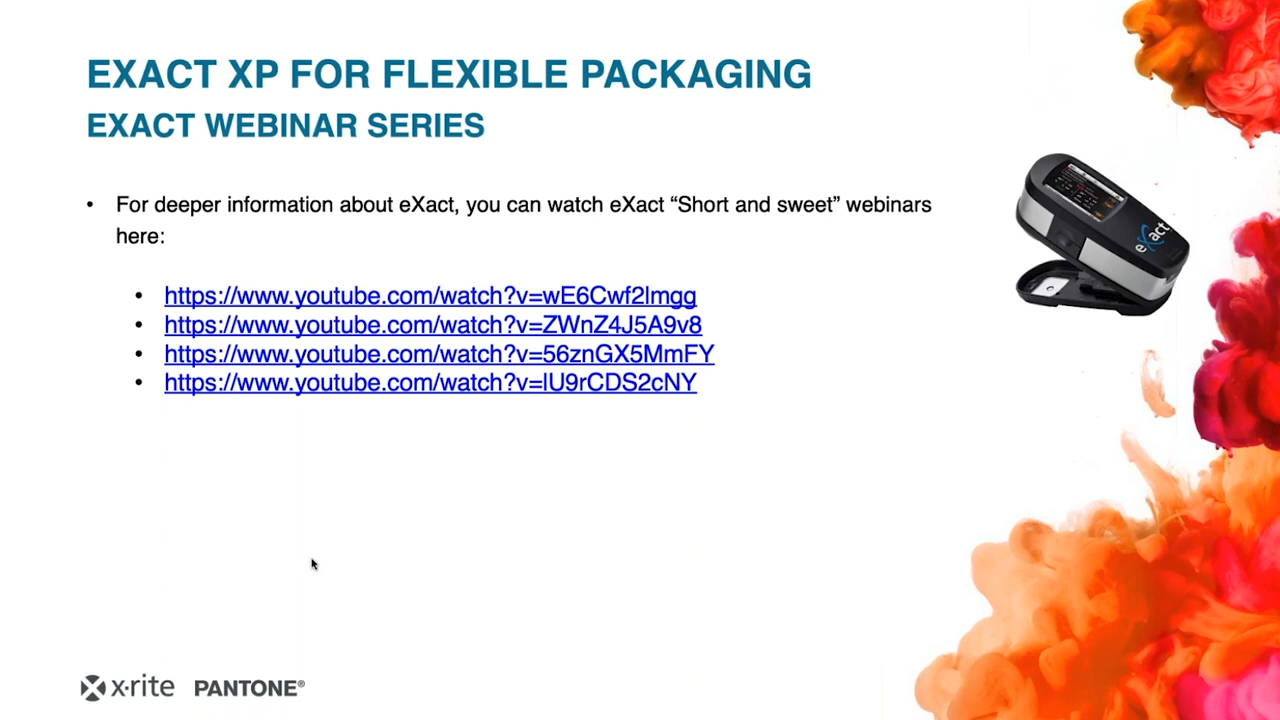 EXACT XP FOR FLEXIBLE PACKAGING
EXACT WEBINAR SERIES
• For deeper information about eXact, you can watch eXact “Short and sweet” webinars
here:
• https://www.youtube.com/watch?v=wE6Cwf2lmgg
• https://www.youtube.com/watch?v=ZWnZ4J5A9v8
• https://www.youtube.com/watch?v=56znGX5MmFY
• https://www.youtube.com/watch?v=lU9rCDS2cNY
eXact
x·rite PANTONE®